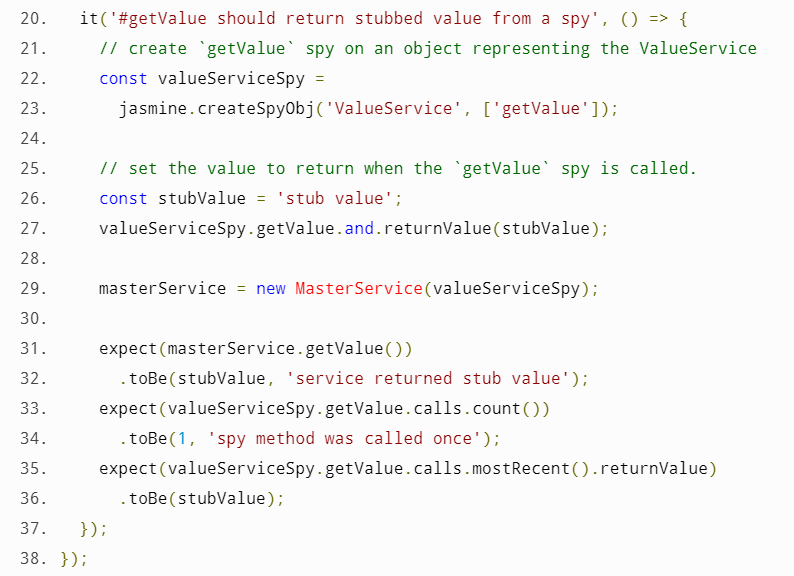 20.   it('#getValue should return stubbed value from a spy', () => {
21.     // create `getValue` spy on an object representing the ValueService
22.     const valueServiceSpy =
23.       jasmine.createSpyObj('ValueService', ['getValue']);
24.
25.     // set the value to return when the `getValue` spy is called.
26.     const stubValue = 'stub value';
27.     valueServiceSpy.getValue.and.returnValue(stubValue);
28.
29.     masterService = new MasterService(valueServiceSpy);
30.
31.     expect(masterService.getValue())
32.       .toBe(stubValue, 'service returned stub value');
33.     expect(valueServiceSpy.getValue.calls.count())
34.       .toBe(1, 'spy method was called once');
35.     expect(valueServiceSpy.getValue.calls.mostRecent().returnValue)
36.       .toBe(stubValue);
37.   });
38. });